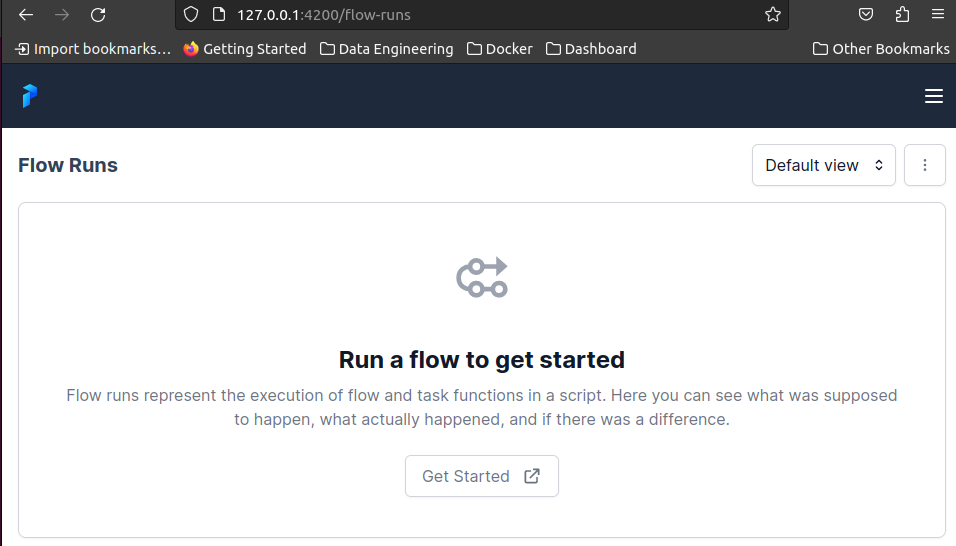 127.0.0.1:4200/flow-runs
Import bookmarks... Getting Started Data Engineering Docker Dashboard Other Bookmarks
Flow Runs
Default view
Run a flow to get started
Flow runs represent the execution of flow and task functions in a script. Here you can see what was supposed
to happen, what actually happened, and if there was a difference.
Get Started